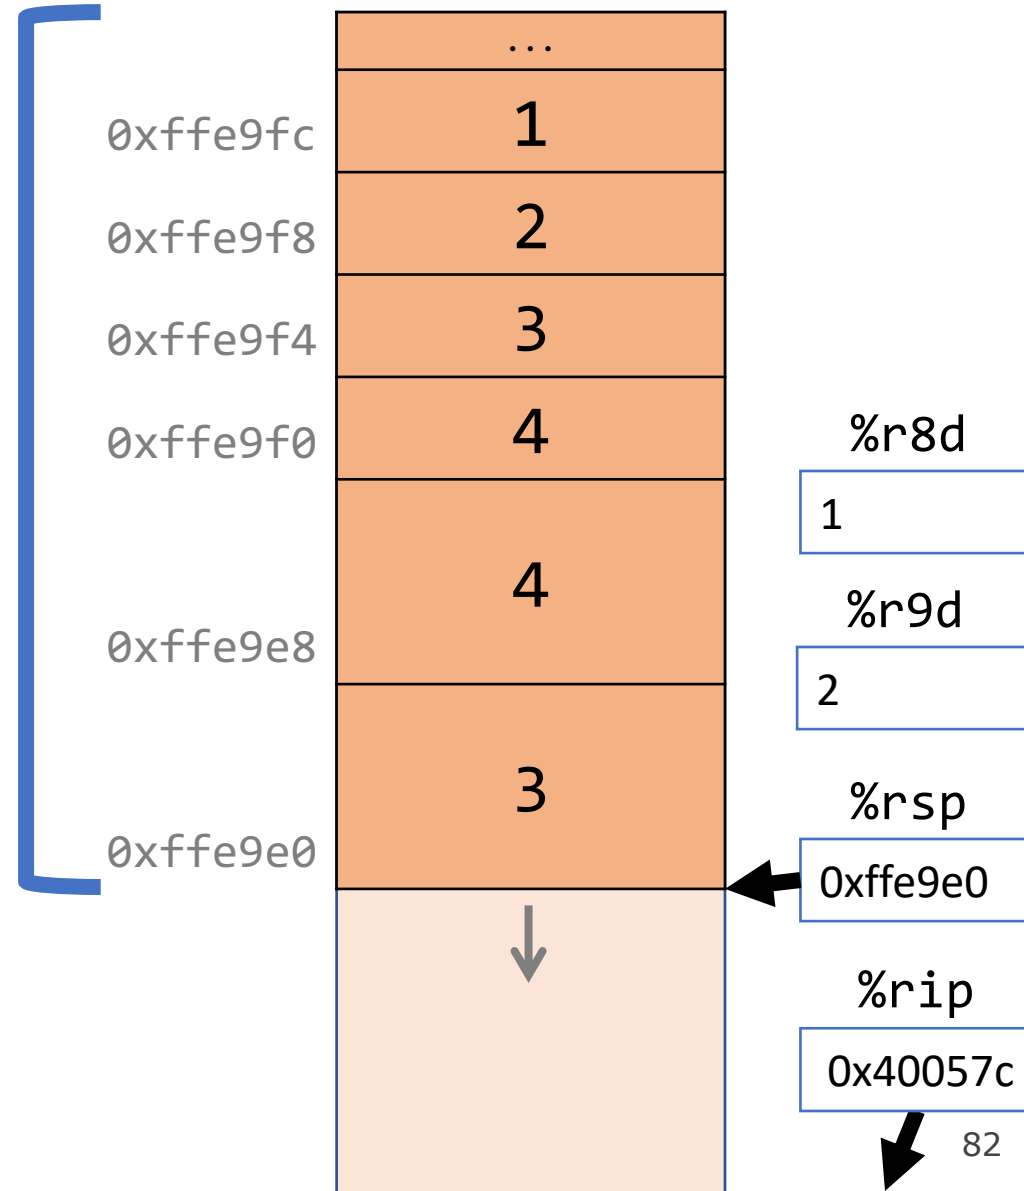 ...
0xffe9fc 1
0xffe9f8 2
0xffe9f4 3
0xffe9f0 4
0xffe9e8 4
0xffe9e0 3
%r8d
1
%r9d
2
%rsp
0xffe9e0
%rip
0x40057c
82